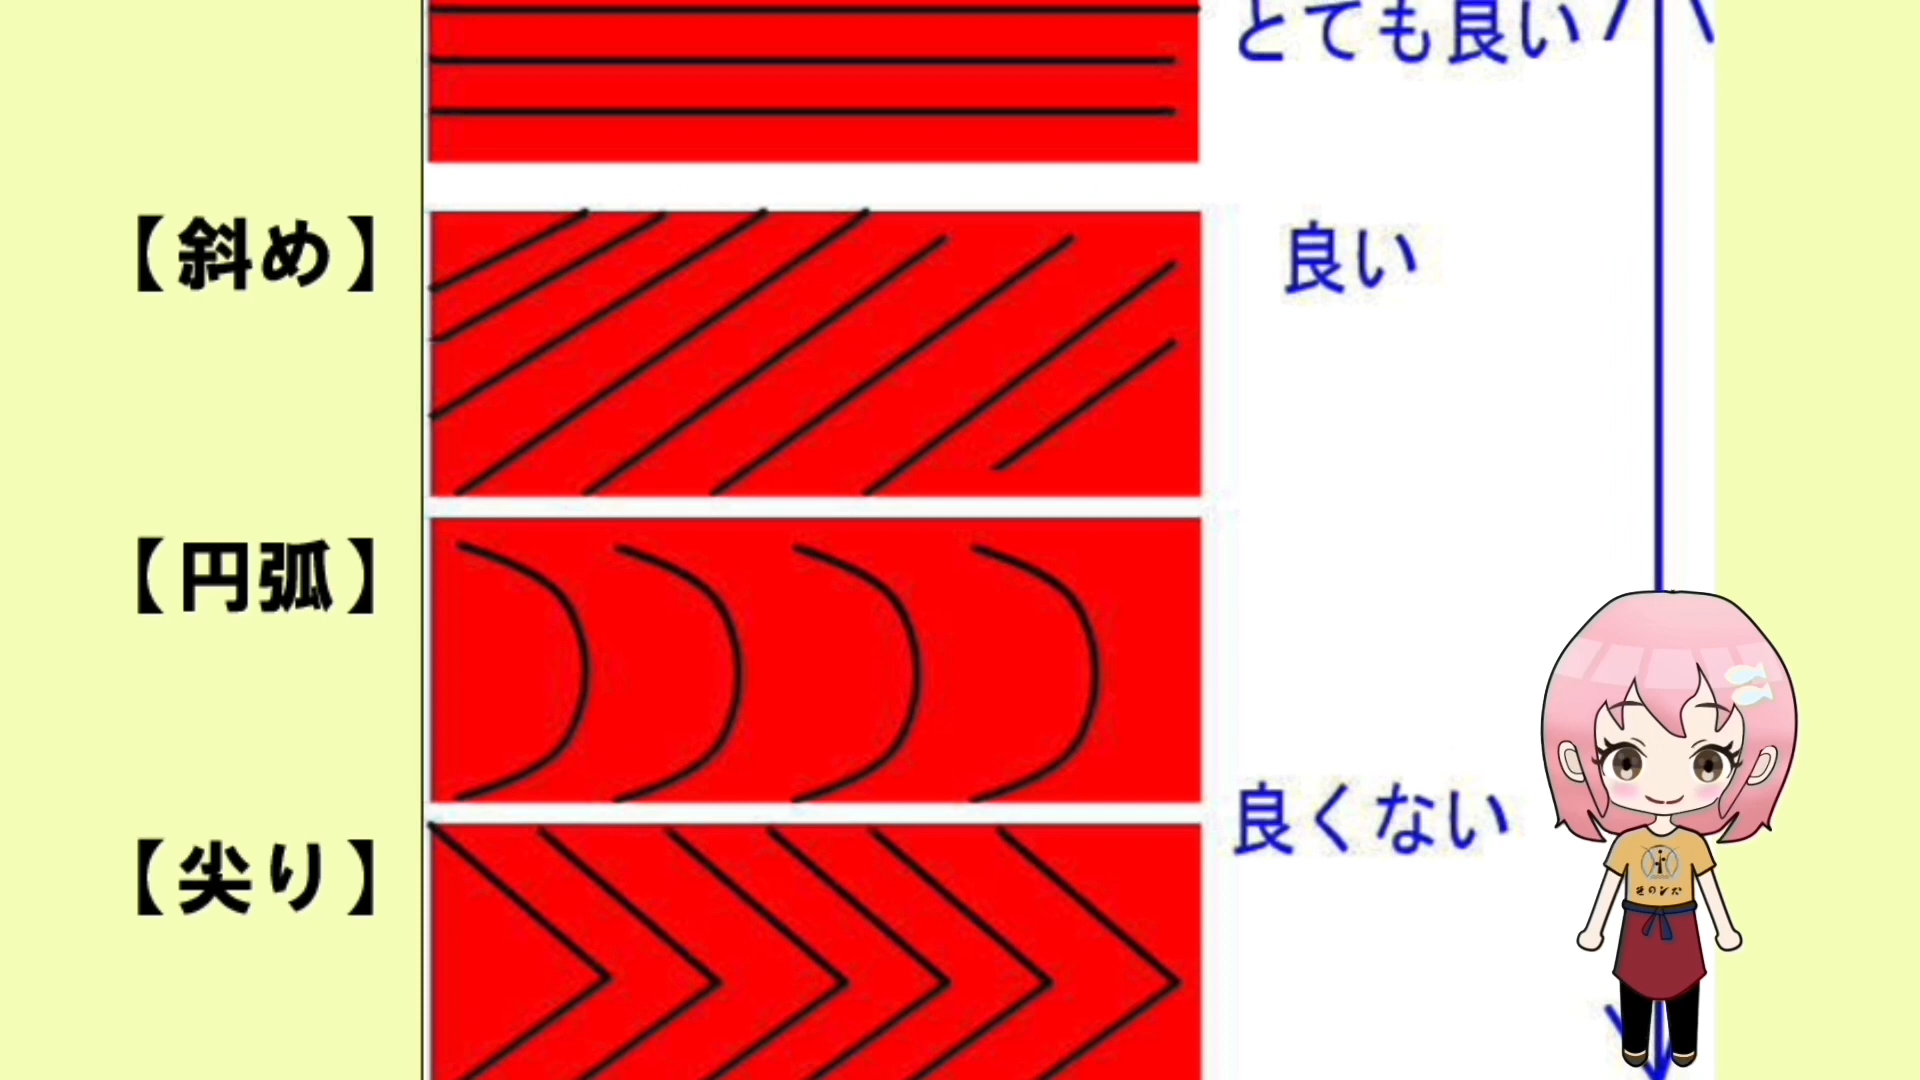 とても良い
【斜め】
良い
【円弧】
良くない
【尖り】